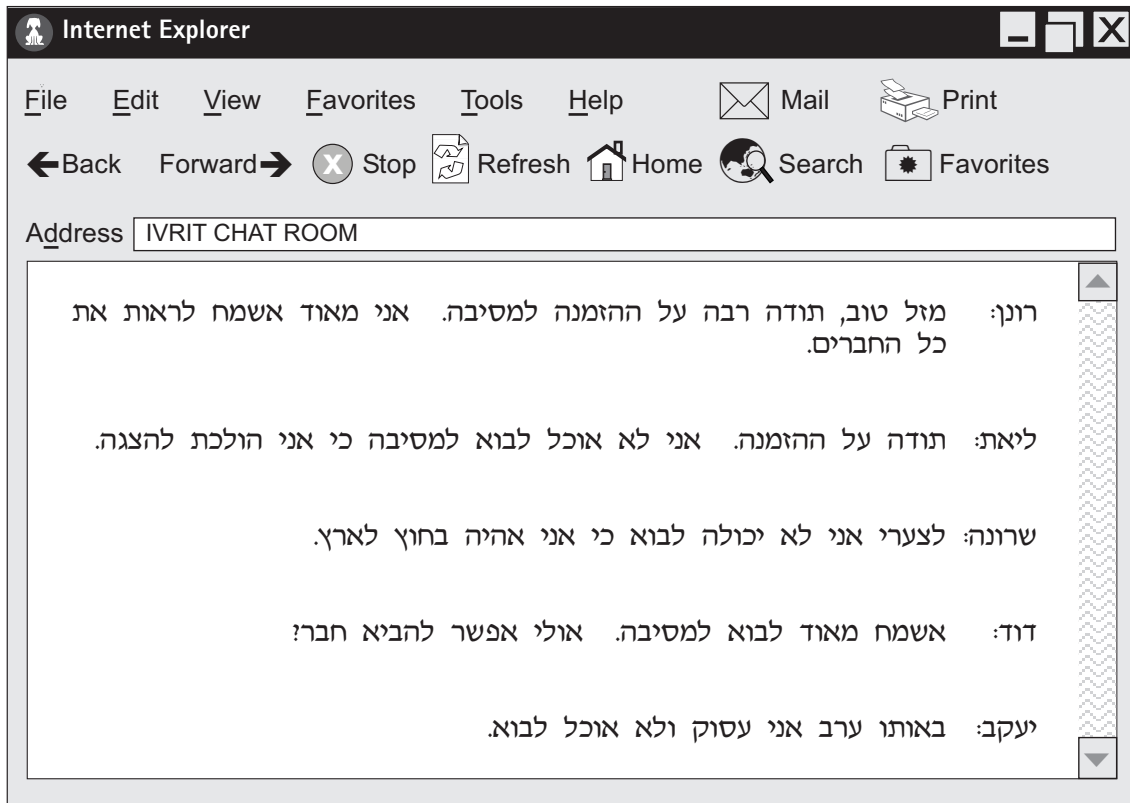 Internet Explorer
File Edit View Favorites Tools Help Mail Print
Back Forward X Stop Refresh Home Search Favorites
Address IVRIT CHAT ROOM
רונן: מזל טוב, תודה רבה על ההזמנה למסיבה. אני מאוד אשמח לראות את
כל החברים.
ליאת: תודה על ההזמנה. אני לא אוכל לבוא למסיבה כי אני הולכת להצגה.
שרונה: לצערי אני לא יכולה לבוא כי אני אהיה בחוץ לארץ.
דוד: אשמח מאוד לבוא למסיבה. אולי אפשר להביא חבר?
יעקב: באותו ערב אני עסוק ולא אוכל לבוא.